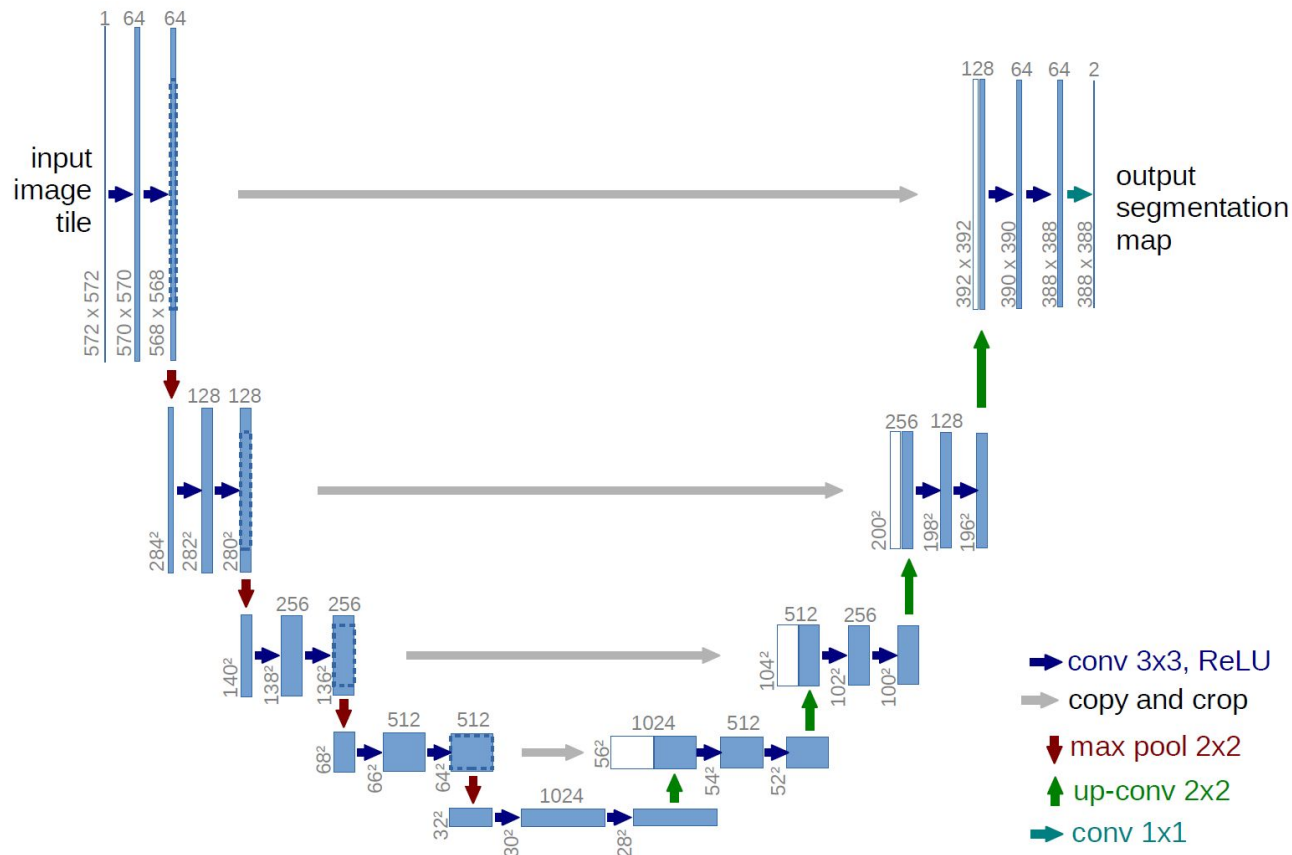 1 64 64
128 64 64 2
input
image
tile
output
segmentation
map
572 x 572
570 x 570
568 x 568
392 x 392
390 x 390
388 x 388
388 x 388
128 128
256 128
284²
282²
280²
200²
198²
196²
256 256
512 256
140²
138²
136²
104²
102²
100²
512 512
1024 512
68²
66²
64²
56²
54²
52²
1024
32²
30²
28²
conv 3x3, ReLU
copy and crop
max pool 2x2
up-conv 2x2
conv 1x1